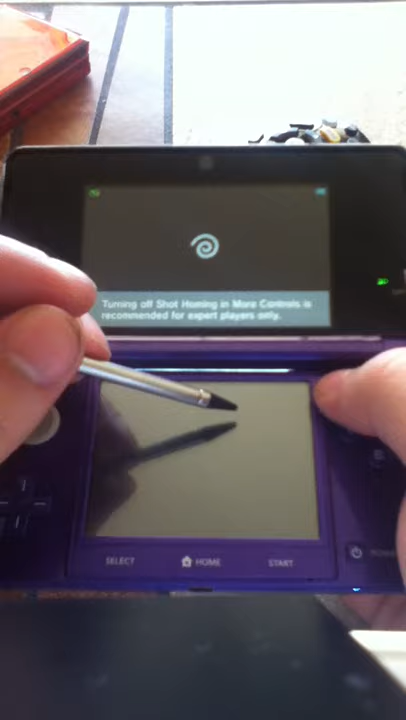 Turning off Shot Homing in More Controls is
recommended for expert players only.
SELECT
HOME
START